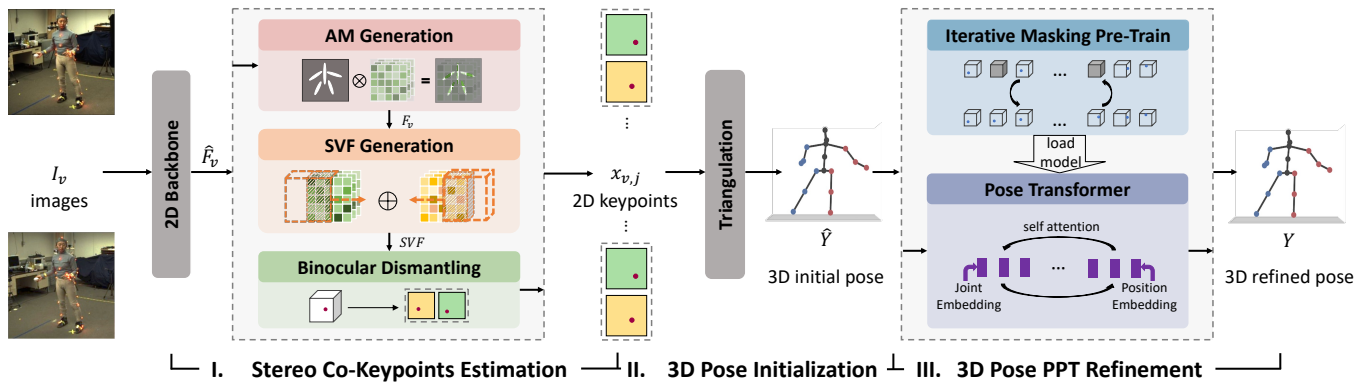 I_v
images
2D Backbone
F̂_v
AM Generation
⊗
=
F_v
SVF Generation
⊕
SVF
Binocular Dismantling
⋮
x_{v,j}
2D keypoints
⋮
Triangulation
Ŷ
3D initial pose
Iterative Masking Pre-Train
...
...
load
model
Pose Transformer
self attention
...
Joint
Embedding
Position
Embedding
Y
3D refined pose
I. Stereo Co-Keypoints Estimation
II. 3D Pose Initialization
III. 3D Pose PPT Refinement